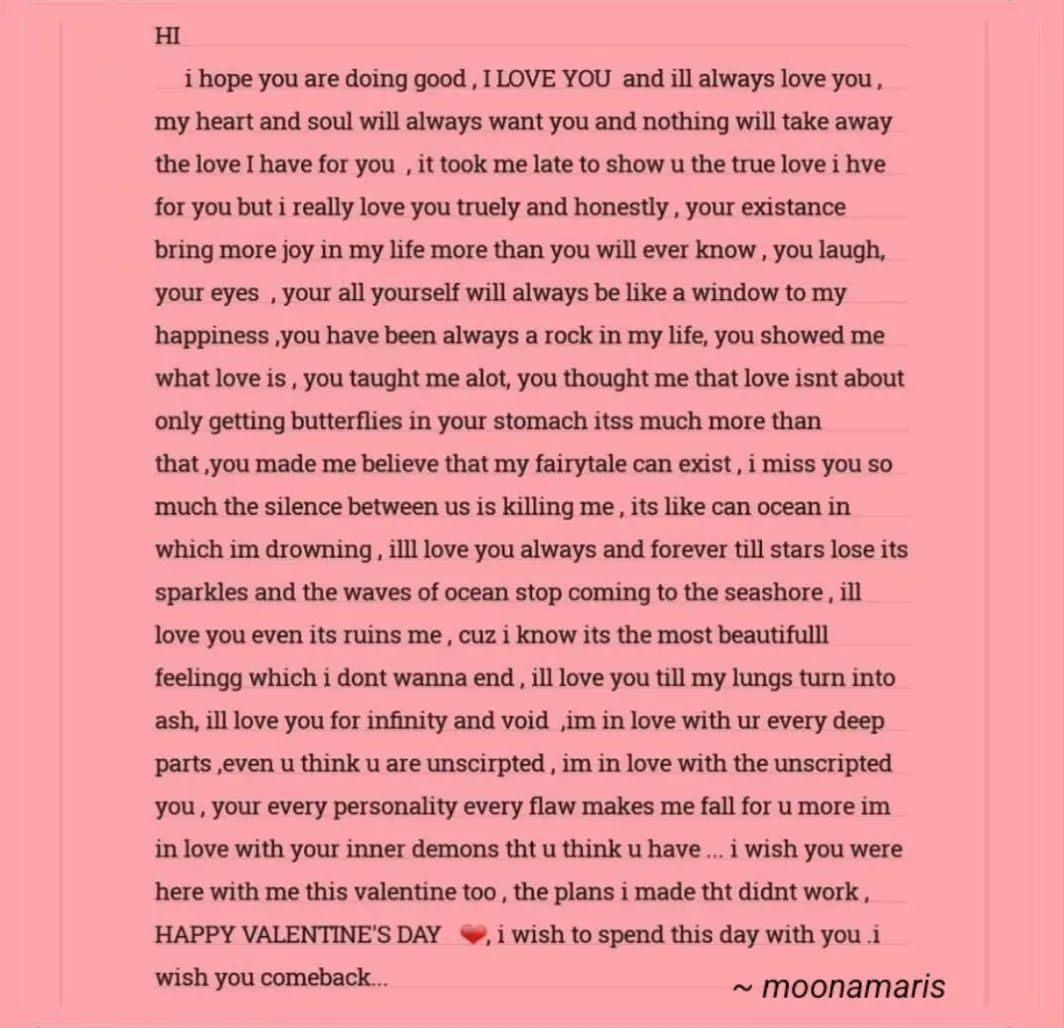 HI
i hope you are doing good , I LOVE YOU  and ill always love you ,
my heart and soul will always want you and nothing will take away
the love I have for you  , it took me late to show u the true love i hve
for you but i really love you truely and honestly , your existance
bring more joy in my life more than you will ever know , you laugh,
your eyes  , your all yourself will always be like a window to my
happiness ,you have been always a rock in my life, you showed me
what love is , you taught me alot, you thought me that love isnt about
only getting butterflies in your stomach itss much more than
that ,you made me believe that my fairytale can exist , i miss you so
much the silence between us is killing me , its like can ocean in
which im drowning , illl love you always and forever till stars lose its
sparkles and the waves of ocean stop coming to the seashore , ill
love you even its ruins me , cuz i know its the most beautifulll
feelingg which i dont wanna end , ill love you till my lungs turn into
ash, ill love you for infinity and void  ,im in love with ur every deep
parts ,even u think u are unscirpted , im in love with the unscripted
you , your every personality every flaw makes me fall for u more im
in love with your inner demons tht u think u have ... i wish you were
here with me this valentine too , the plans i made tht didnt work ,
HAPPY VALENTINE'S DAY  ❤️, i wish to spend this day with you .i
wish you comeback...
~ moonamaris